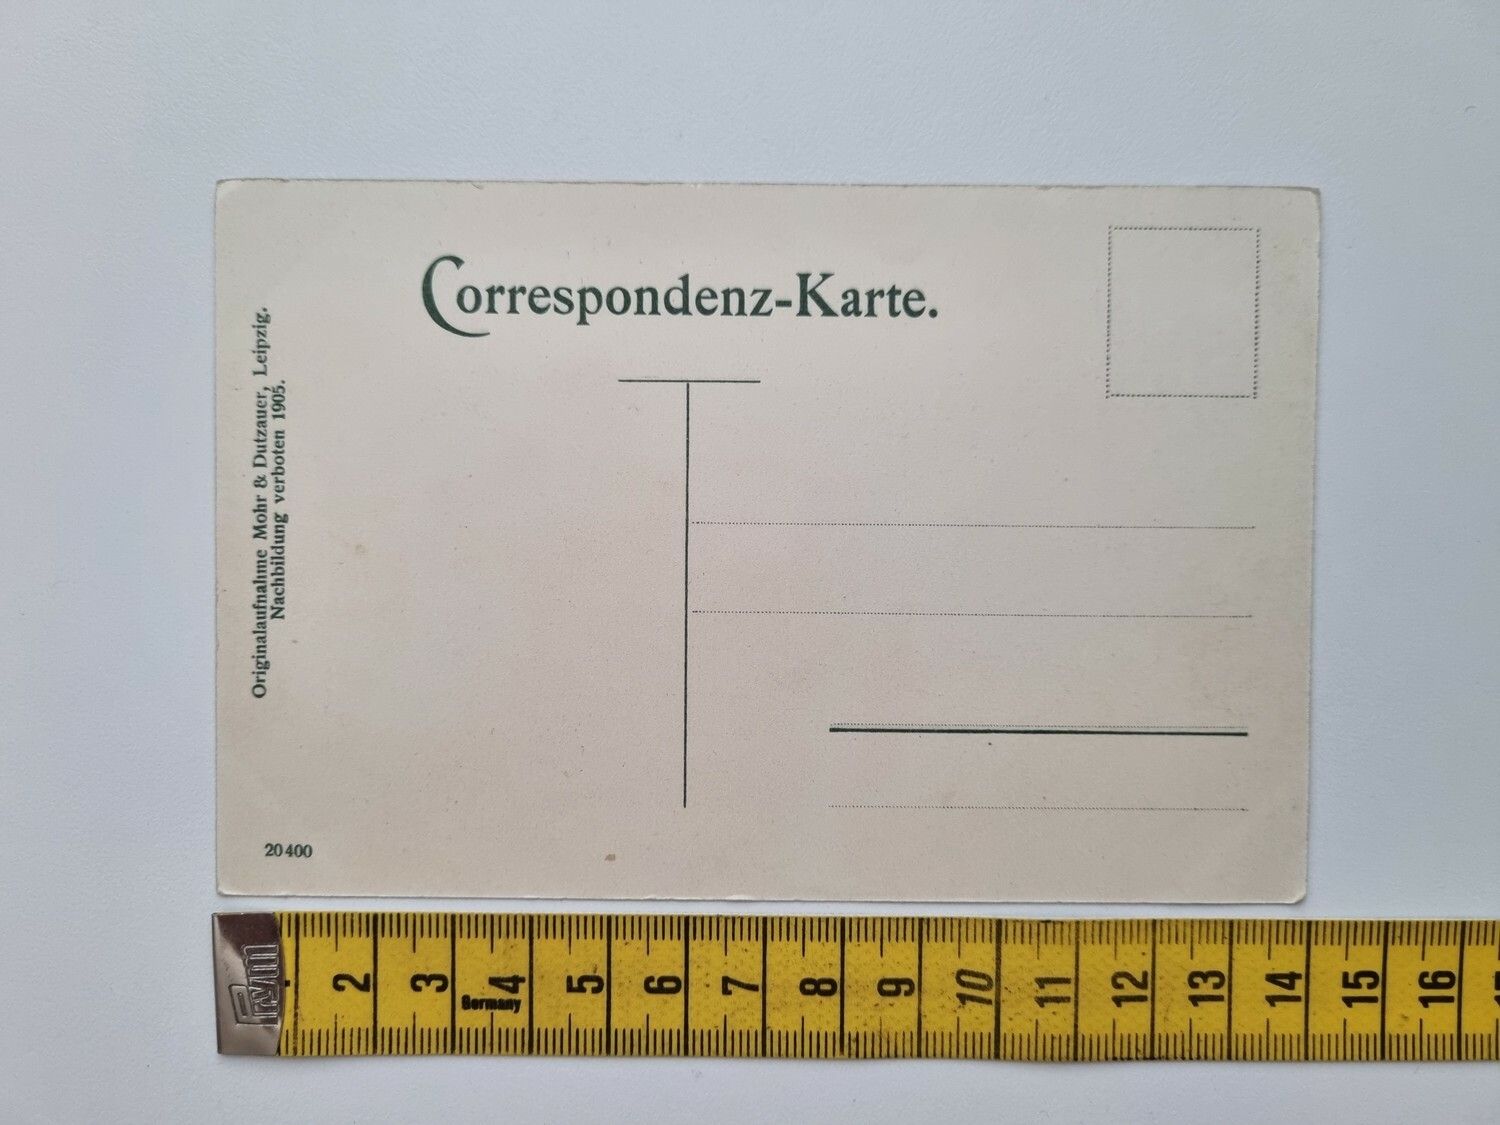 Correspondenz-Karte.
Originalaufnahme Mohr & Dutzauer, Leipzig.
Nachbildung verboten 1905.
20400
Prym
2 3 4 5 6 7 8 9 10 11 12 13 14 15 16
Germany